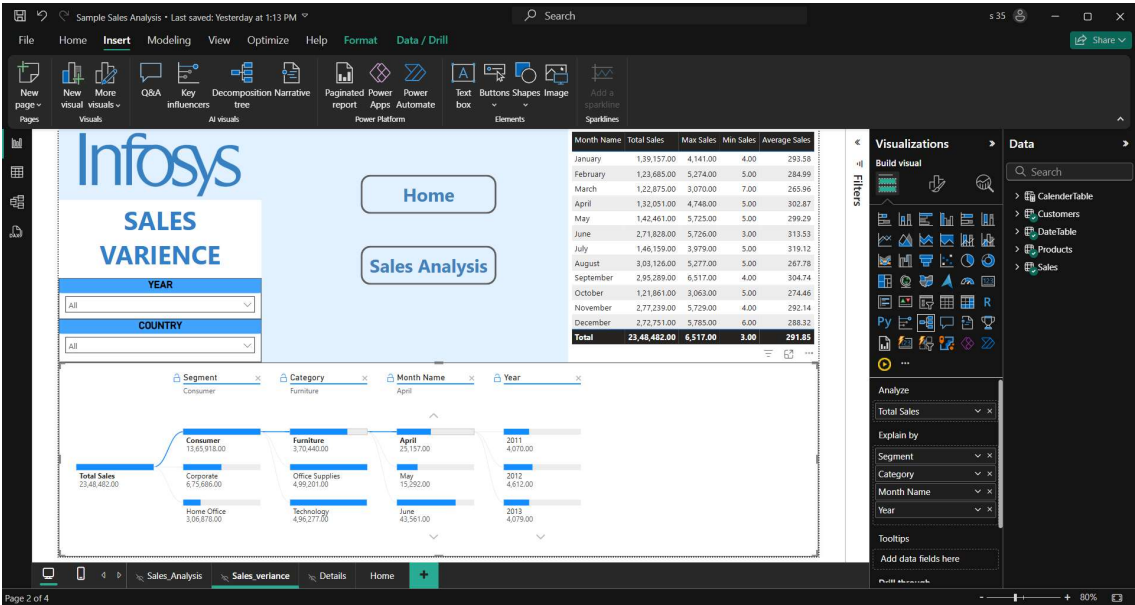 Sample Sales Analysis • Last saved: Yesterday at 1:13 PM
Search
s 35
File Home Insert Modeling View Optimize Help Format Data / Drill
Share
New page
New visual
More visuals
Q&A
Key influencers
Decomposition tree
Narrative
Paginated report
Power Apps
Power Automate
Text box
Buttons
Shapes
Image
Add a sparkline
Pages
Visuals
AI visuals
Power Platform
Elements
Sparklines
Infosys
SALES
VARIENCE
YEAR
All
COUNTRY
All
Home
Sales Analysis
Month Name Total Sales Max Sales Min Sales Average Sales
January 1,39,157.00 4,141.00 4.00 293.58
February 1,23,685.00 5,274.00 5.00 284.99
March 1,22,875.00 3,070.00 7.00 265.96
April 1,32,051.00 4,748.00 5.00 302.87
May 1,42,461.00 5,725.00 5.00 299.29
June 2,71,828.00 5,726.00 3.00 313.53
July 1,46,159.00 3,979.00 5.00 319.12
August 3,03,126.00 5,277.00 5.00 267.78
September 2,95,289.00 6,517.00 4.00 304.74
October 1,21,861.00 3,063.00 5.00 274.46
November 2,77,239.00 5,729.00 4.00 292.14
December 2,72,751.00 5,785.00 6.00 288.32
Total 23,48,482.00 6,517.00 3.00 291.85
Segment
Consumer
Category
Furniture
Month Name
April
Year
Total Sales
23,48,482.00
Consumer
13,65,918.00
Corporate
6,75,686.00
Home Office
3,06,878.00
Furniture
3,70,440.00
Office Supplies
4,99,201.00
Technology
4,96,277.00
April
25,157.00
May
15,292.00
June
43,561.00
2011
4,070.00
2012
4,612.00
2013
4,079.00
Filters
Visualizations
Build visual
R
Py
Analyze
Total Sales
Explain by
Segment
Category
Month Name
Year
Tooltips
Add data fields here
Data
Search
CalenderTable
Customers
DateTable
Products
Sales
Sales_Analysis
Sales_veriance
Details
Home
Page 2 of 4
80%